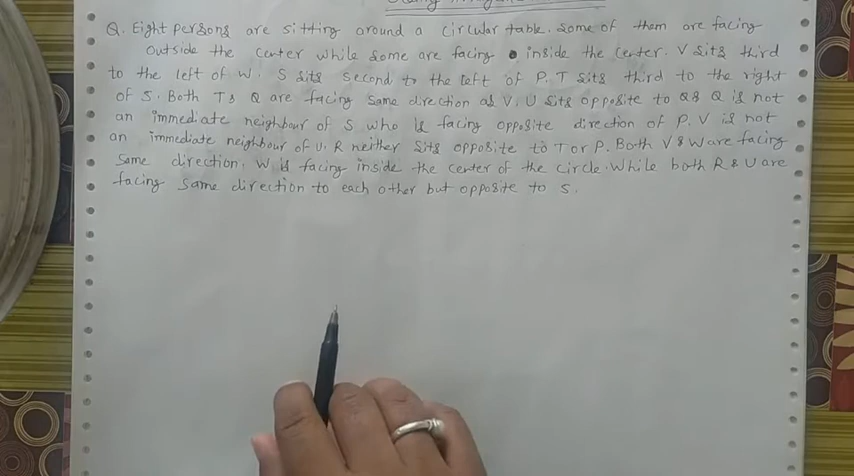 Q. Eight persons are sitting around a circular table. Some of them are facing
outside the center while some are facing inside the center. V sits third
to the left of W. S sits second to the left of P. T sits third to the right
of S. Both T & Q are facing same direction as V. U sits opposite to Q & Q is not
an immediate neighbour of S who is facing opposite direction of P. V is not
an immediate neighbour of U. R neither sits opposite to T or P. Both V & W are facing
same direction. W is facing inside the center of the circle. While both R & U are
facing same direction to each other but opposite to S.